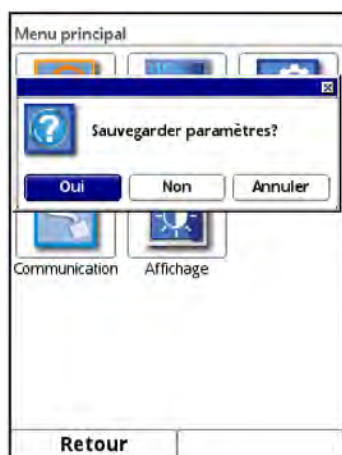 Menu principal
Sauvegarder paramètres?
Oui
Non
Annuler
Communication
Affichage
Retour